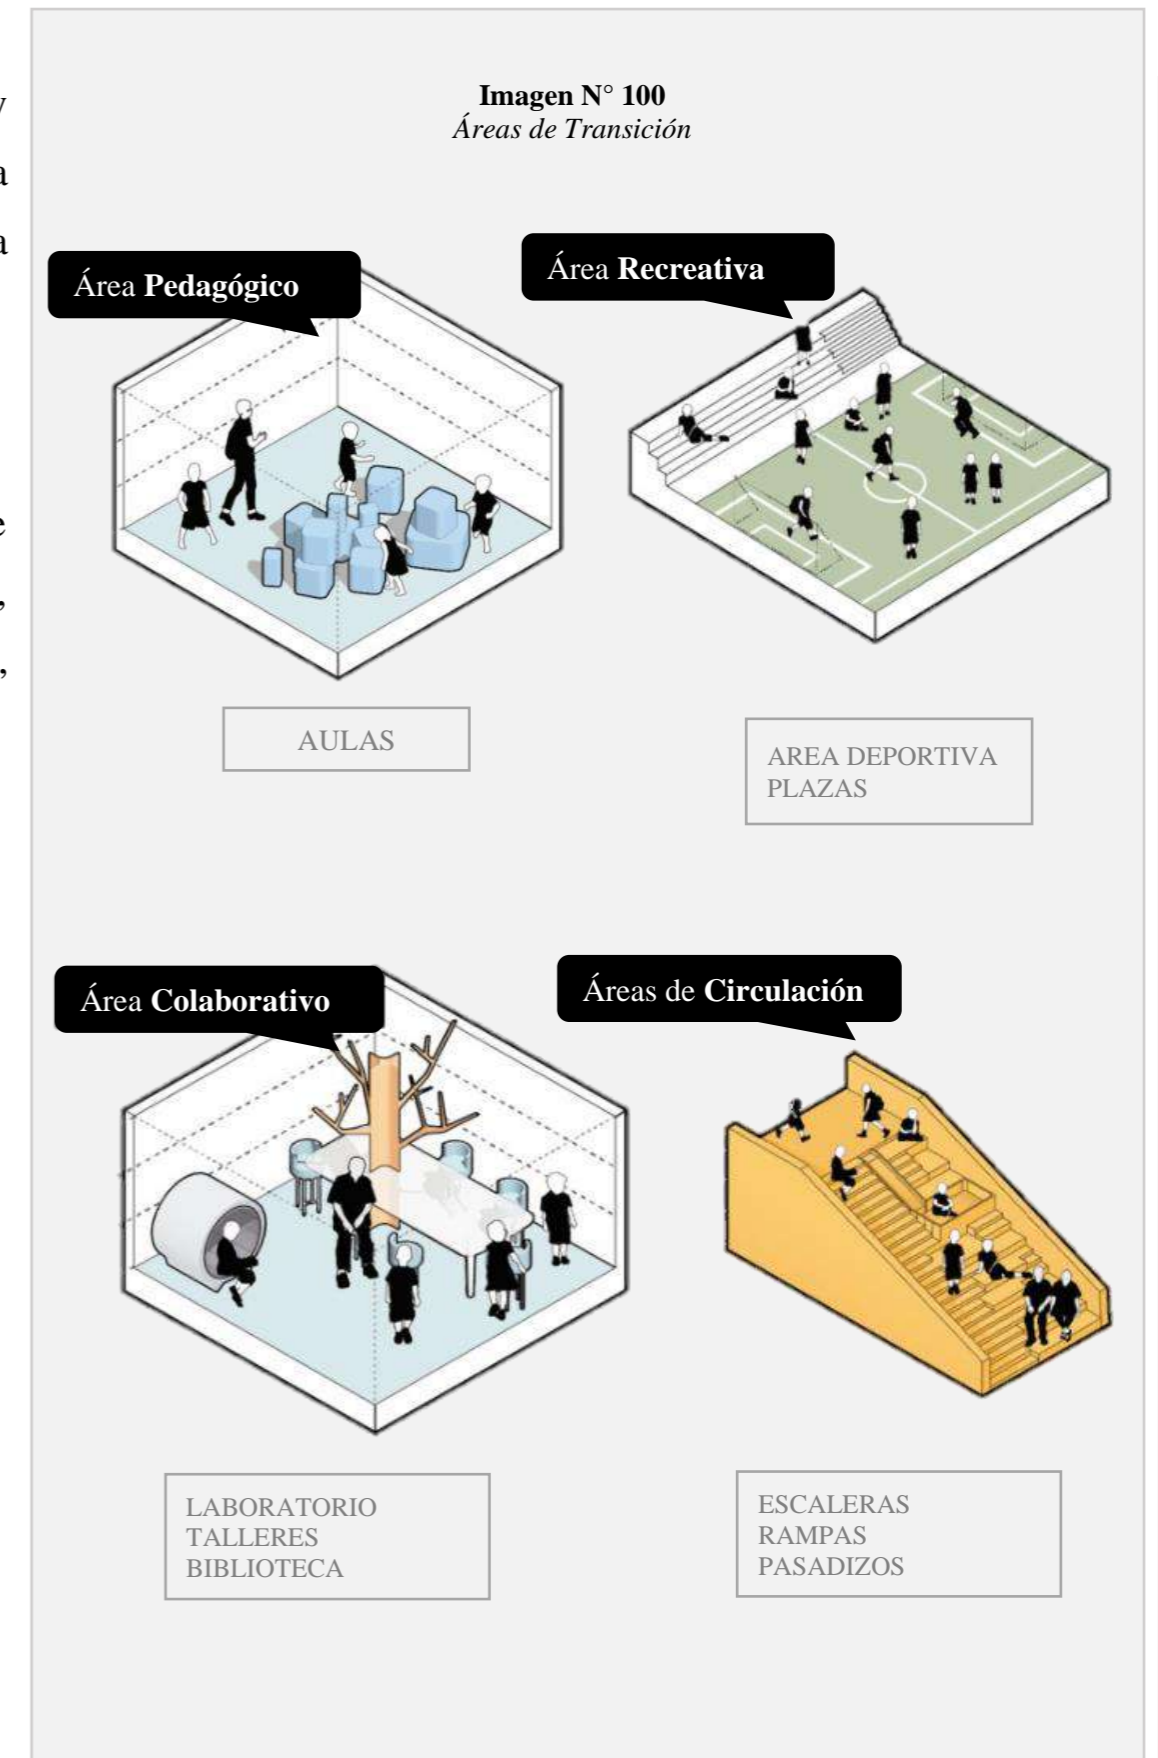 y
a
a
e
,
,
Imagen N° 100
Áreas de Transición
Área Pedagógico
Área Recreativa
AULAS
AREA DEPORTIVA
PLAZAS
Área Colaborativo
Áreas de Circulación
LABORATORIO
TALLERES
BIBLIOTECA
ESCALERAS
RAMPAS
PASADIZOS